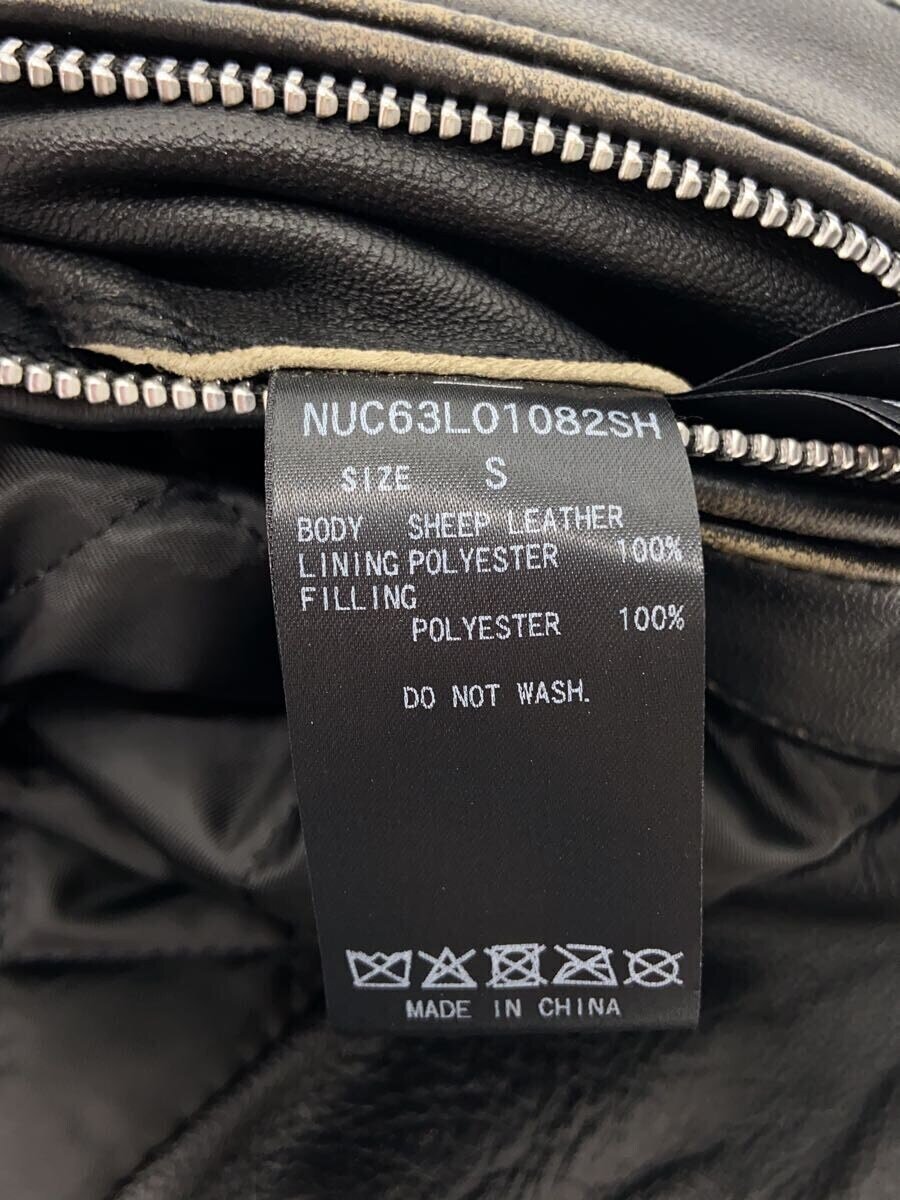 NUC63L01082SH
SIZE S
BODY SHEEP LEATHER
LINING POLYESTER 100%
FILLING
POLYESTER 100%
DO NOT WASH.
MADE IN CHINA